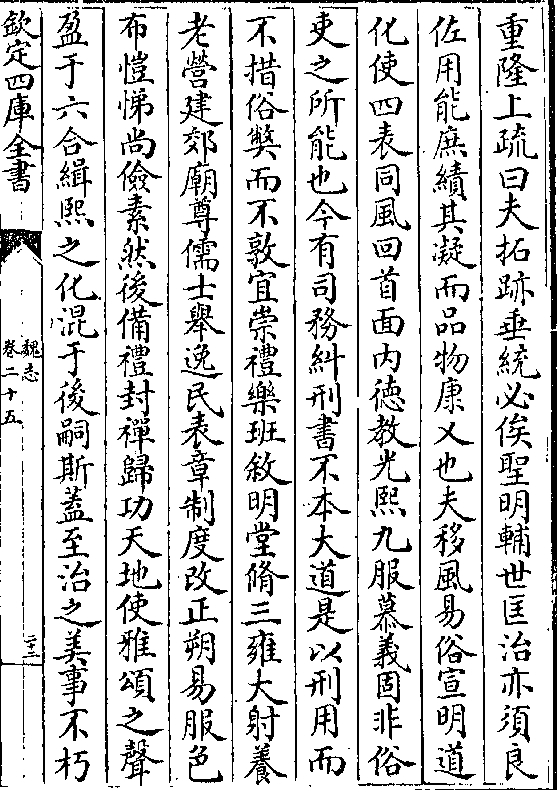 重隆上疏曰夫拓跡垂統必俟聖明輔世匡治亦須良
佐用能庶績其凝而品物康乂也夫移風易俗宣明道
化使四表同風回首面内德教光熙九服慕義固非俗
吏之所能也今有司務糾刑書不本大道是以刑用而
不措俗獘而不敦宜崇禮樂班敘明堂脩三雍大射養
老營建郊廟尊儒士舉逸民表章制度改正朔易服色
布愷悌尚儉素然後備禮封禪歸功天地使雅頌之聲
盈于六合緝熙之化混于後嗣斯蓋至治之美事不朽
欽定四庫全書
魏志
卷二十五
二十三